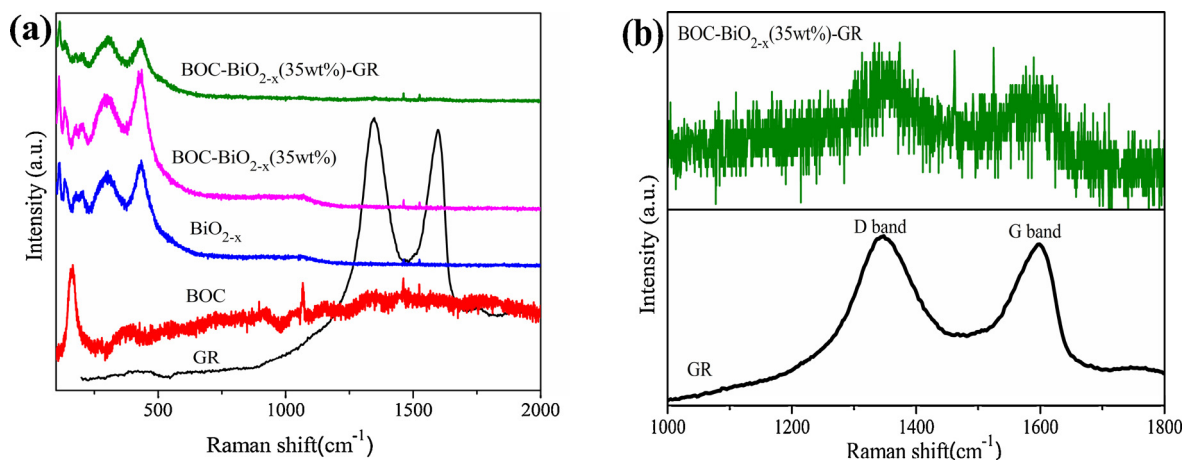 (a)
BOC-BiO2-x(35wt%)-GR
BOC-BiO2-x(35wt%)
BiO2-x
BOC
GR
Intensity (a.u.)
500
1000
1500
2000
Raman shift(cm-1)
(b)
BOC-BiO2-x(35wt%)-GR
D band
G band
GR
Intensity (a.u.)
1000
1200
1400
1600
1800
Raman shift(cm-1)